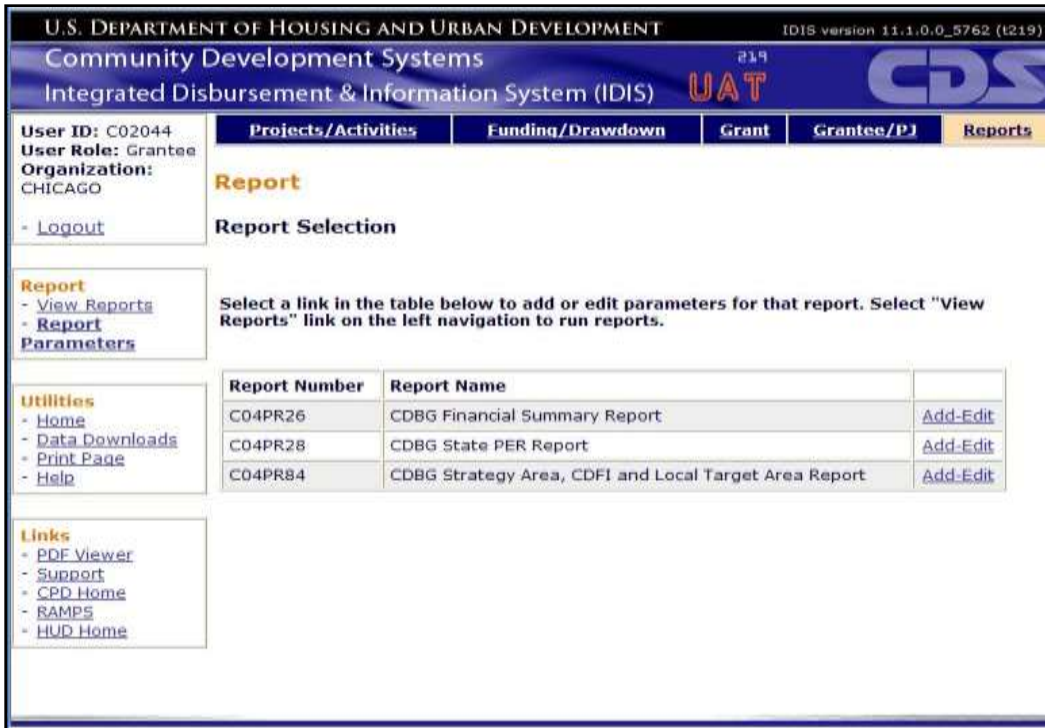 U.S. DEPARTMENT OF HOUSING AND URBAN DEVELOPMENT
IDIS version 11.1.0.0_5762 (t219)
Community Development Systems
Integrated Disbursement & Information System (IDIS)
219
UAT
CDS
User ID: C02044
User Role: Grantee
Organization:
CHICAGO
- Logout
Projects/Activities Funding/Drawdown Grant Grantee/PJ Reports
Report
Report Selection
Report
- View Reports
- Report
Parameters
Select a link in the table below to add or edit parameters for that report. Select "View
Reports" link on the left navigation to run reports.
Utilities
- Home
- Data Downloads
- Print Page
- Help
Report Number Report Name
C04PR26 CDBG Financial Summary Report Add-Edit
C04PR28 CDBG State PER Report Add-Edit
C04PR84 CDBG Strategy Area, CDFI and Local Target Area Report Add-Edit
Links
- PDF Viewer
- Support
- CPD Home
- RAMPS
- HUD Home